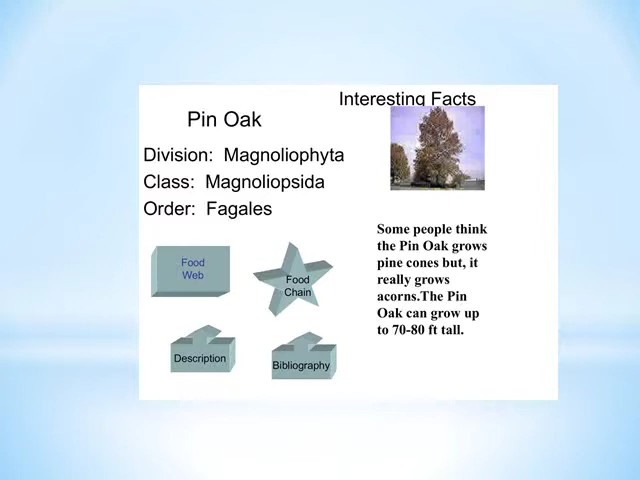 Interesting Facts
Pin Oak
Division:  Magnoliophyta
Class:  Magnoliopsida
Order:  Fagales
Some people think
the Pin Oak grows
pine cones but, it
really grows
acorns.The Pin
Oak can grow up
to 70-80 ft tall.
Food
Web
Food
Chain
Description
Bibliography